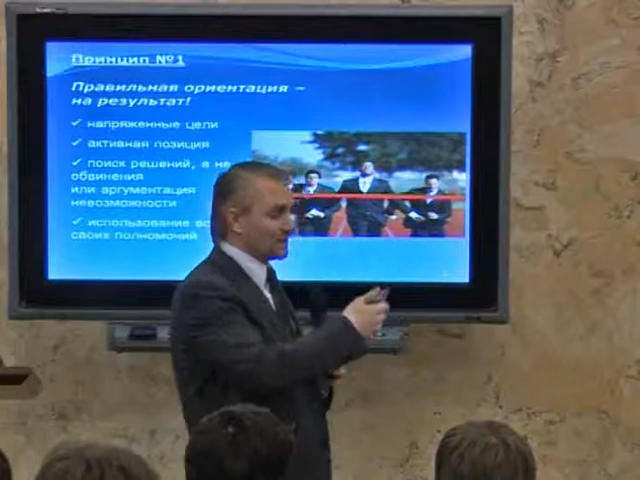 Принцип №1
Правильная ориентация –
на результат!
✓ напряженные цели
✓ активная позиция
✓ поиск решений, а не
обвинения
или аргументация
невозможности
✓ использование
своих полномочий